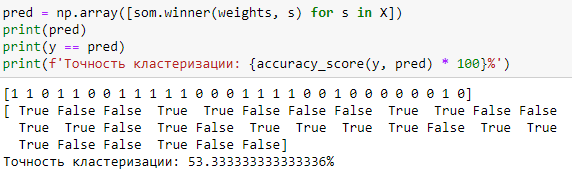 pred = np.array([som.winner(weights, s) for s in X])
print(pred)
print(y == pred)
print(f'Точность кластеризации: {accuracy_score(y, pred) * 100}%')
[1 1 0 1 1 0 0 1 1 1 1 1 0 0 0 1 1 1 1 0 0 1 0 0 0 0 0 0 1 0]
[ True False False  True  True False False False  True  True False False
  True  True False  True False  True  True  True  True False  True  True
  True False False  True False False]
Точность кластеризации: 53.333333333333336%